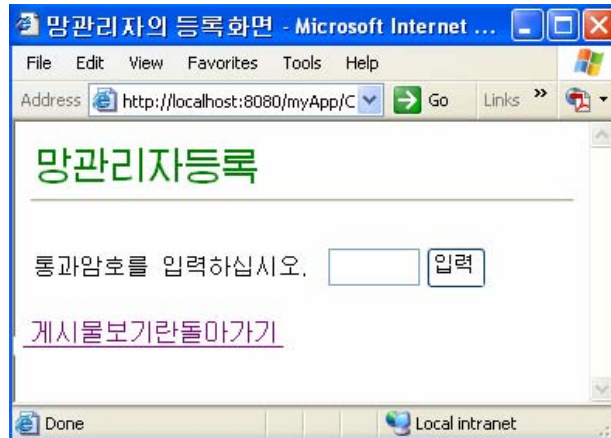 망관리자의 등록화면 - Microsoft Internet ...
File Edit View Favorites Tools Help
Address http://localhost:8080/myApp/C Go Links »
망관리자등록
통과암호를 입력하십시오. 입력
게시물보기란돌아가기
Done Local intranet